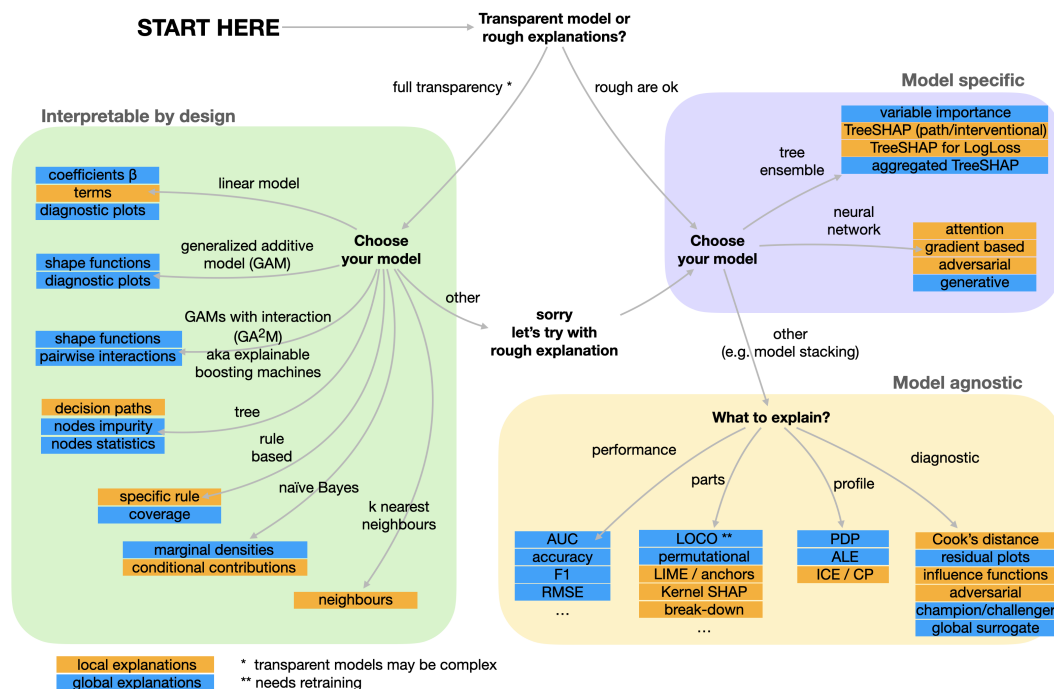 START HERE
Transparent model or
rough explanations?
full transparency *
rough are ok
Interpretable by design
coefficients β
terms
diagnostic plots
linear model
shape functions
diagnostic plots
generalized additive
model (GAM)
Choose
your model
shape functions
pairwise interactions
GAMs with interaction
(GA²M)
aka explainable
boosting machines
decision paths
nodes impurity
nodes statistics
tree
rule
based
specific rule
coverage
naïve Bayes
marginal densities
conditional contributions
k nearest
neighbours
neighbours
other
sorry
let's try with
rough explanation
Model specific
Choose
your model
tree
ensemble
variable importance
TreeSHAP (path/interventional)
TreeSHAP for LogLoss
aggregated TreeSHAP
neural
network
attention
gradient based
adversarial
generative
other
(e.g. model stacking)
Model agnostic
What to explain?
performance
parts
profile
diagnostic
AUC
accuracy
F1
RMSE
...
LOCO **
permutational
LIME / anchors
Kernel SHAP
break-down
...
PDP
ALE
ICE / CP
Cook's distance
residual plots
influence functions
adversarial
champion/challenger
global surrogate
local explanations
global explanations
* transparent models may be complex
** needs retraining